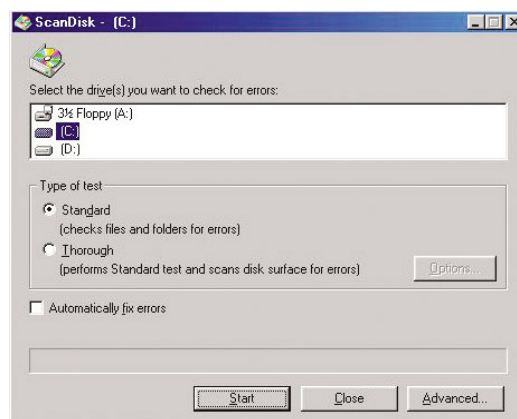 ScanDisk - (C:)
Select the drive(s) you want to check for errors:
3½ Floppy (A:)
(C:)
(D:)
Type of test
Standard
(checks files and folders for errors)
Thorough
(performs Standard test and scans disk surface for errors)
Options...
Automatically fix errors
Start Close Advanced...